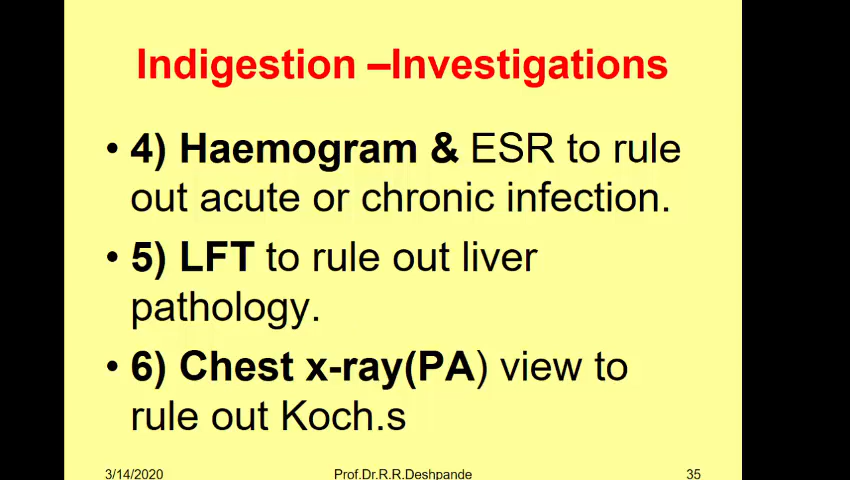 Indigestion –Investigations
• 4) Haemogram & ESR to rule
out acute or chronic infection.
• 5) LFT to rule out liver
pathology.
• 6) Chest x-ray(PA) view to
rule out Koch.s
3/14/2020 Prof.Dr.R.R.Deshpande 35